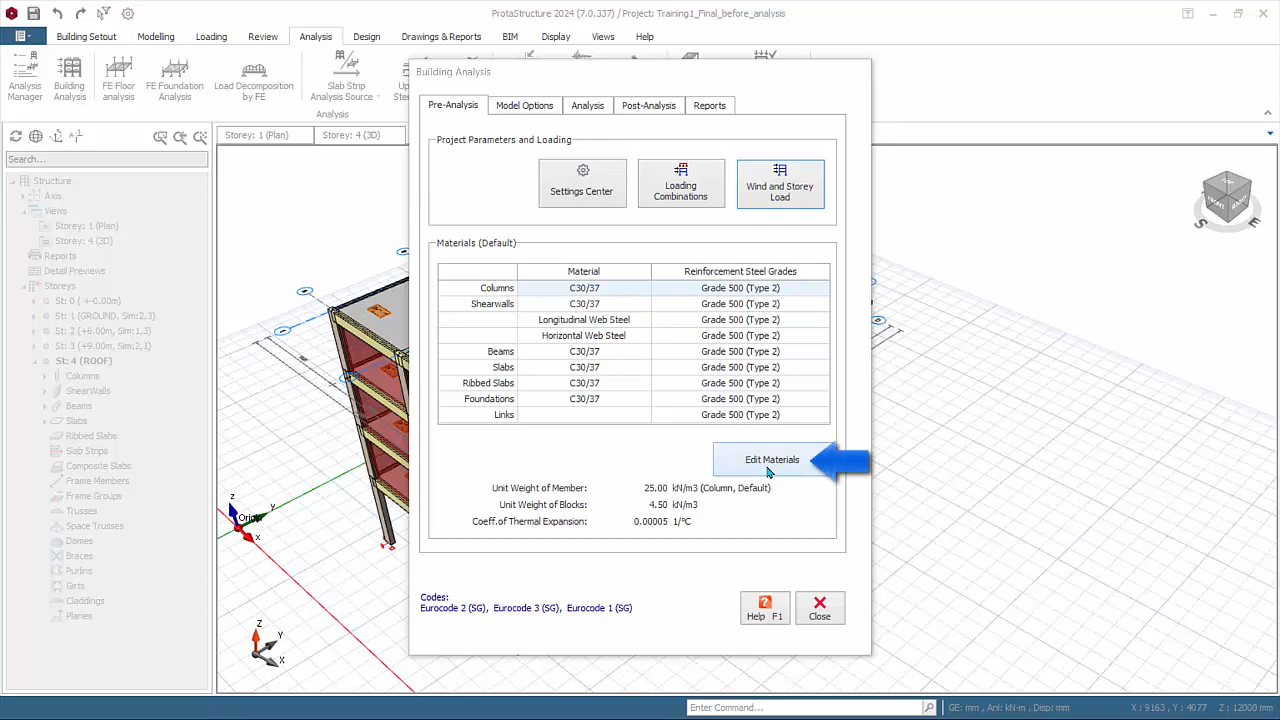 ProtaStructure 2024 (7.0.337) / Project: Training1_Final_before_analysis
Building Setout Modelling Loading Review Analysis Design Drawings & Reports BIM Display Views Help
Analysis Manager
Building Analysis
FE Floor analysis
FE Foundation Analysis
Load Decomposition by FE
Slab Strip Analysis Source
Analysis
Storey: 1 (Plan) Storey: 4 (3D)
Search...
Structure
Axis
Views
Storey: 1 (Plan)
Storey: 4 (3D)
Reports
Detail Previews
Storeys
St: 0 ( +-0.00m)
St: 1 (GROUND, Sim:2,3)
St: 2 (+6.00m, Sim:1,3)
St: 3 (+9.00m, Sim:2,1)
St: 4 (ROOF)
Columns
ShearWalls
Beams
Slabs
Ribbed Slabs
Slab Strips
Composite Slabs
Frame Members
Frame Groups
Trusses
Space Trusses
Domes
Braces
Purlins
Girts
Claddings
Planes
Building Analysis
Pre-Analysis Model Options Analysis Post-Analysis Reports
Project Parameters and Loading
Settings Center
Loading Combinations
Wind and Storey Load
Materials (Default)
Material Reinforcement Steel Grades
Columns C30/37 Grade 500 (Type 2)
Shearwalls C30/37 Grade 500 (Type 2)
Longitudinal Web Steel Grade 500 (Type 2)
Horizontal Web Steel Grade 500 (Type 2)
Beams C30/37 Grade 500 (Type 2)
Slabs C30/37 Grade 500 (Type 2)
Ribbed Slabs C30/37 Grade 500 (Type 2)
Foundations C30/37 Grade 500 (Type 2)
Links Grade 500 (Type 2)
Edit Materials
Unit Weight of Member: 25.00 kN/m3 (Column, Default)
Unit Weight of Blocks: 4.50 kN/m3
Coeff.of Thermal Expansion: 0.00005 1/°C
Codes:
Eurocode 2 (SG), Eurocode 3 (SG), Eurocode 1 (SG)
Help F1
Close
z
Y
x
Z
Y
X
S
E
Enter Command...
GE: mm , Anl: kN-m , Disp: mm
X : 9163, Y : 4077 Z : 12000 mm